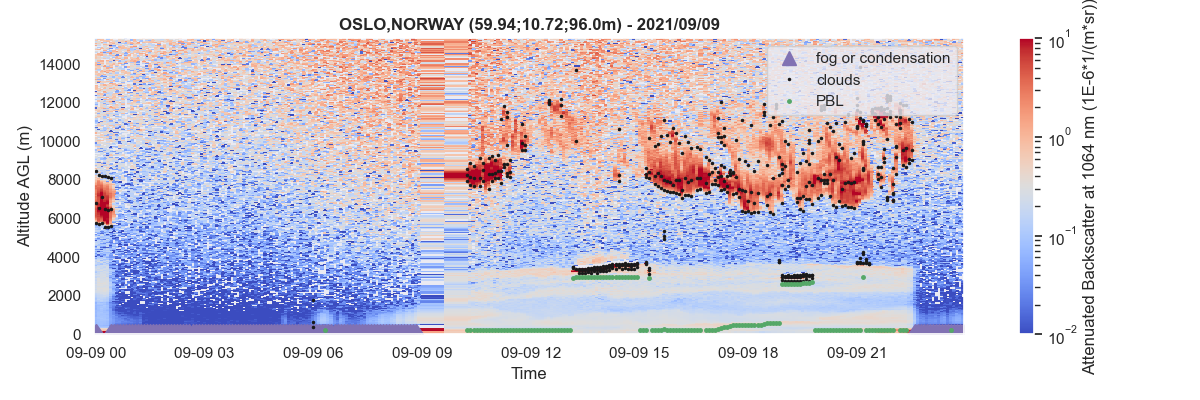 OSLO,NORWAY (59.94;10.72;96.0m) - 2021/09/09
Altitude AGL (m)
14000
12000
10000
8000
6000
4000
2000
0
09-09 00
09-09 03
09-09 06
09-09 09
09-09 12
09-09 15
09-09 18
09-09 21
Time
fog or condensation
clouds
PBL
10¹
10⁰
10⁻¹
10⁻²
Attenuated Backscatter at 1064 nm (1E-6*1/(m*sr))